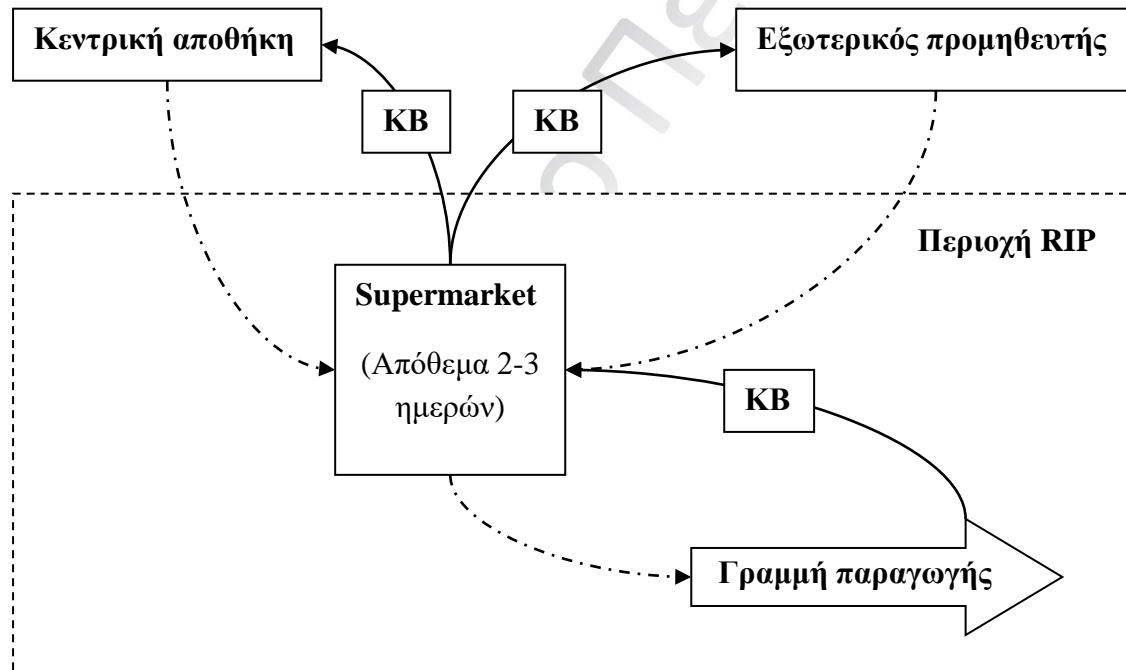 Κεντρική αποθήκη
Εξωτερικός προμηθευτής
KB
KB
Περιοχή RIP
Supermarket
(Απόθεμα 2-3
ημερών)
KB
Γραμμή παραγωγής